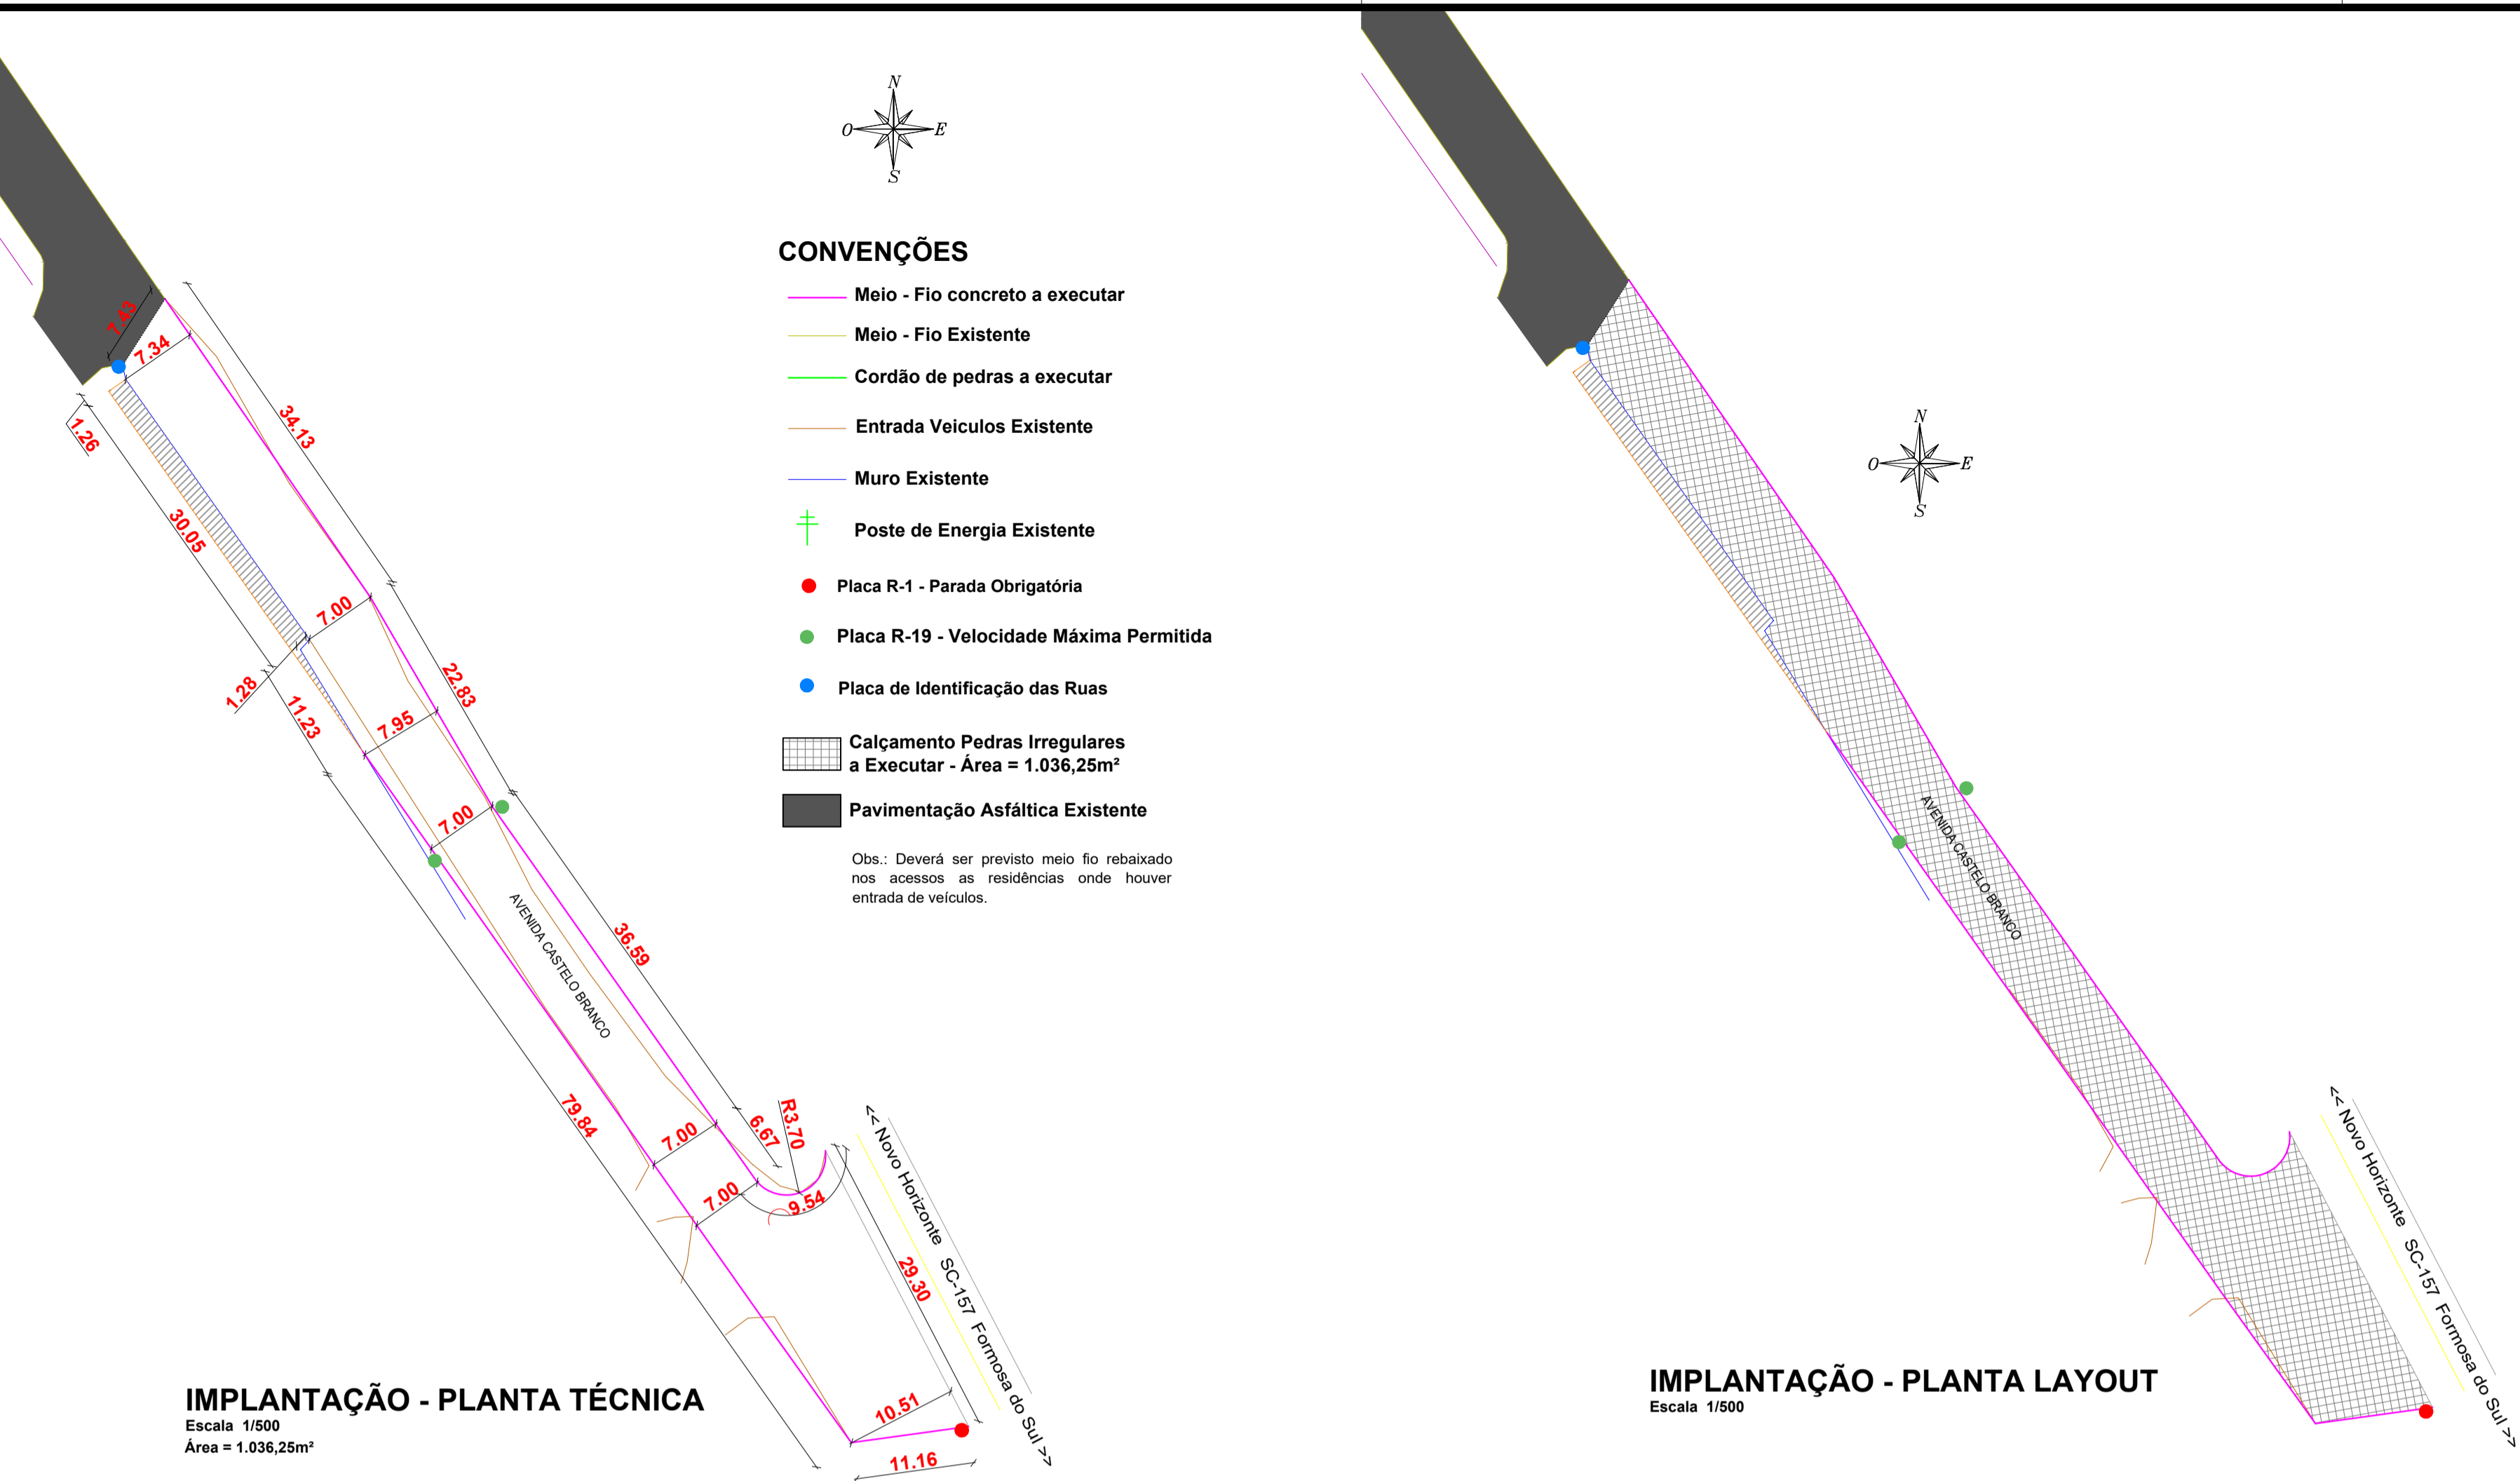 N
O
E
S
CONVENÇÕES
Meio - Fio concreto a executar
Meio - Fio Existente
Cordão de pedras a executar
Entrada Veiculos Existente
Muro Existente
Poste de Energia Existente
Placa R-1 - Parada Obrigatória
Placa R-19 - Velocidade Máxima Permitida
Placa de Identificação das Ruas
Calçamento Pedras Irregulares
a Executar - Área = 1.036,25m²
Pavimentação Asfáltica Existente
Obs.: Deverá ser previsto meio fio rebaixado
nos acessos as residências onde houver
entrada de veículos.
7.43
7.34
34.13
1.26
30.05
7.00
1.28
11.23
22.83
7.95
7.00
AVENIDA CASTELO BRANCO
36.59
79.84
7.00
6.67
R3.70
7.00
9.54
<< Novo Horizonte SC-157 Formosa do Sul >>
29.30
10.51
11.16
IMPLANTAÇÃO - PLANTA TÉCNICA
Escala 1/500
Área = 1.036,25m²
N
O
E
S
AVENIDA CASTELO BRANCO
<< Novo Horizonte SC-157 Formosa do Sul >>
IMPLANTAÇÃO - PLANTA LAYOUT
Escala 1/500